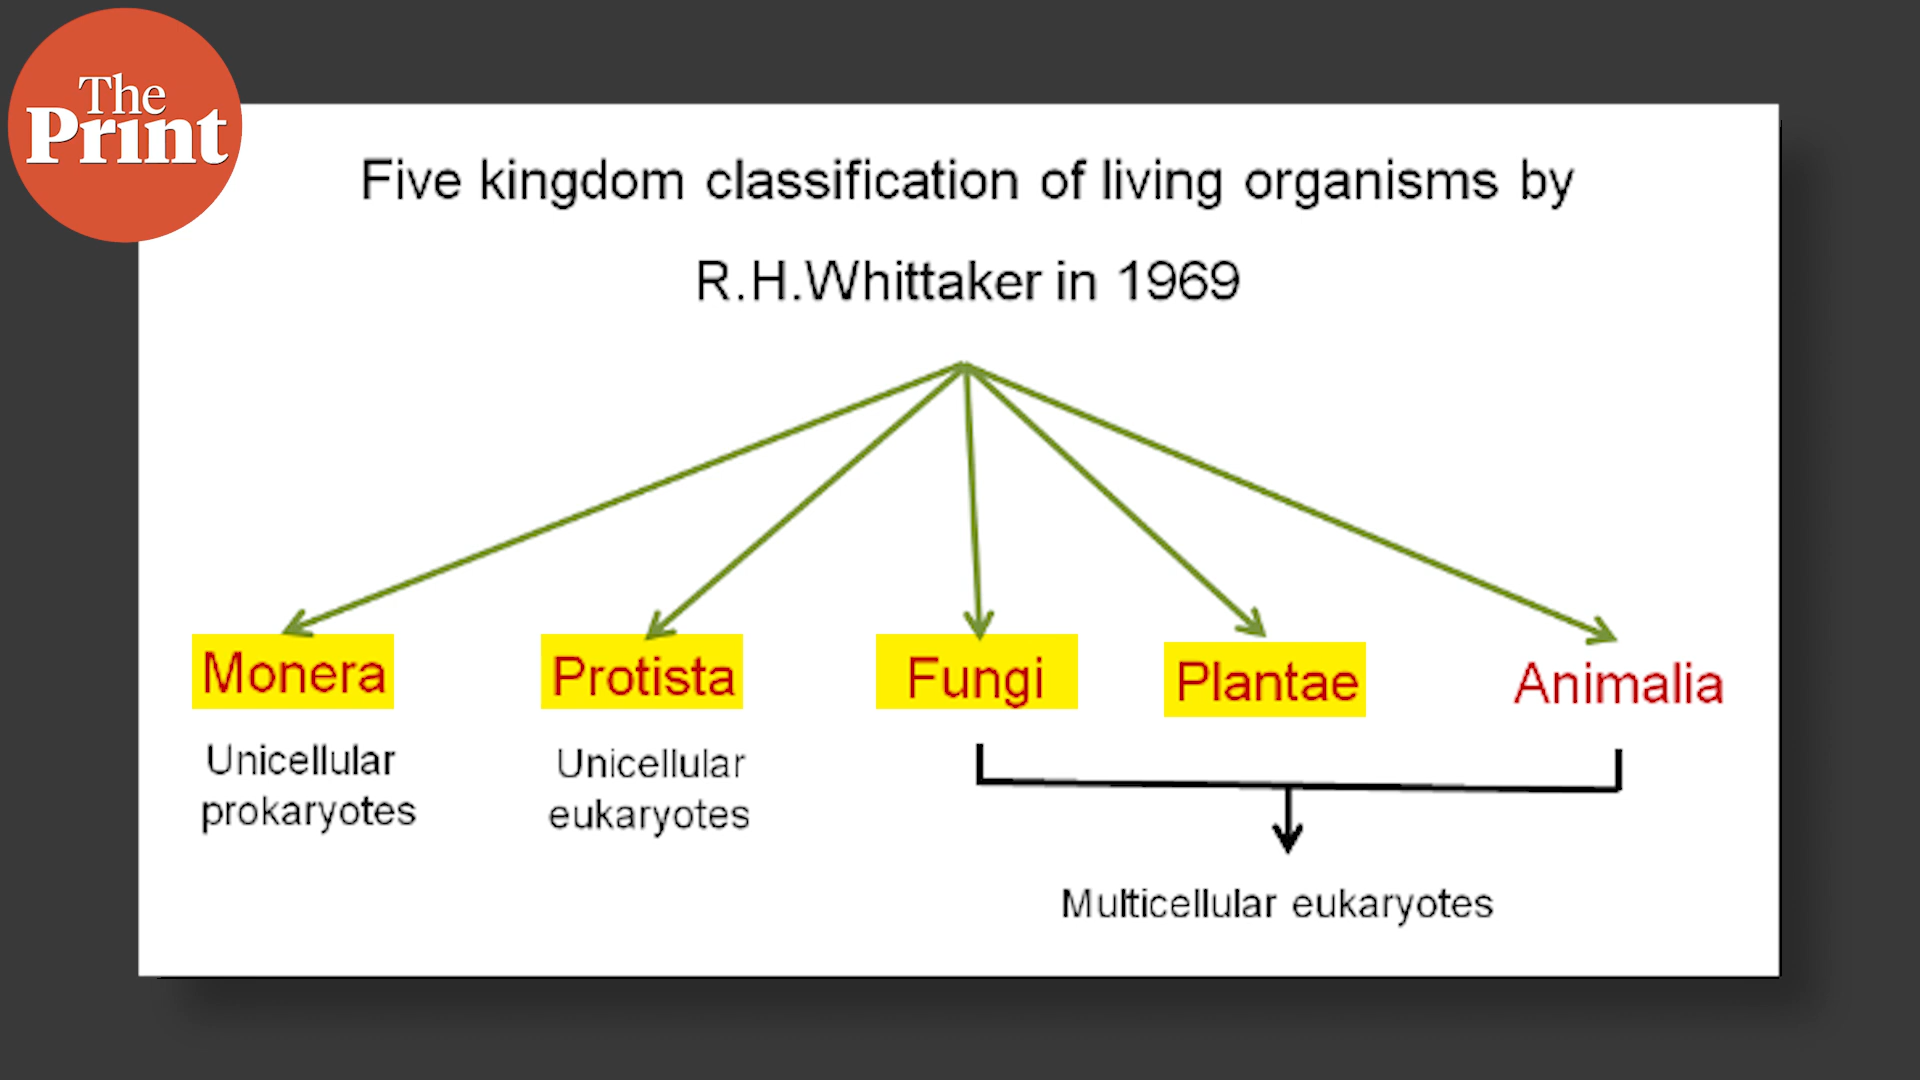 The
Print
Five kingdom classification of living organisms by
R.H.Whittaker in 1969
Monera
Protista
Fungi
Plantae
Animalia
Unicellular
prokaryotes
Unicellular
eukaryotes
Multicellular eukaryotes